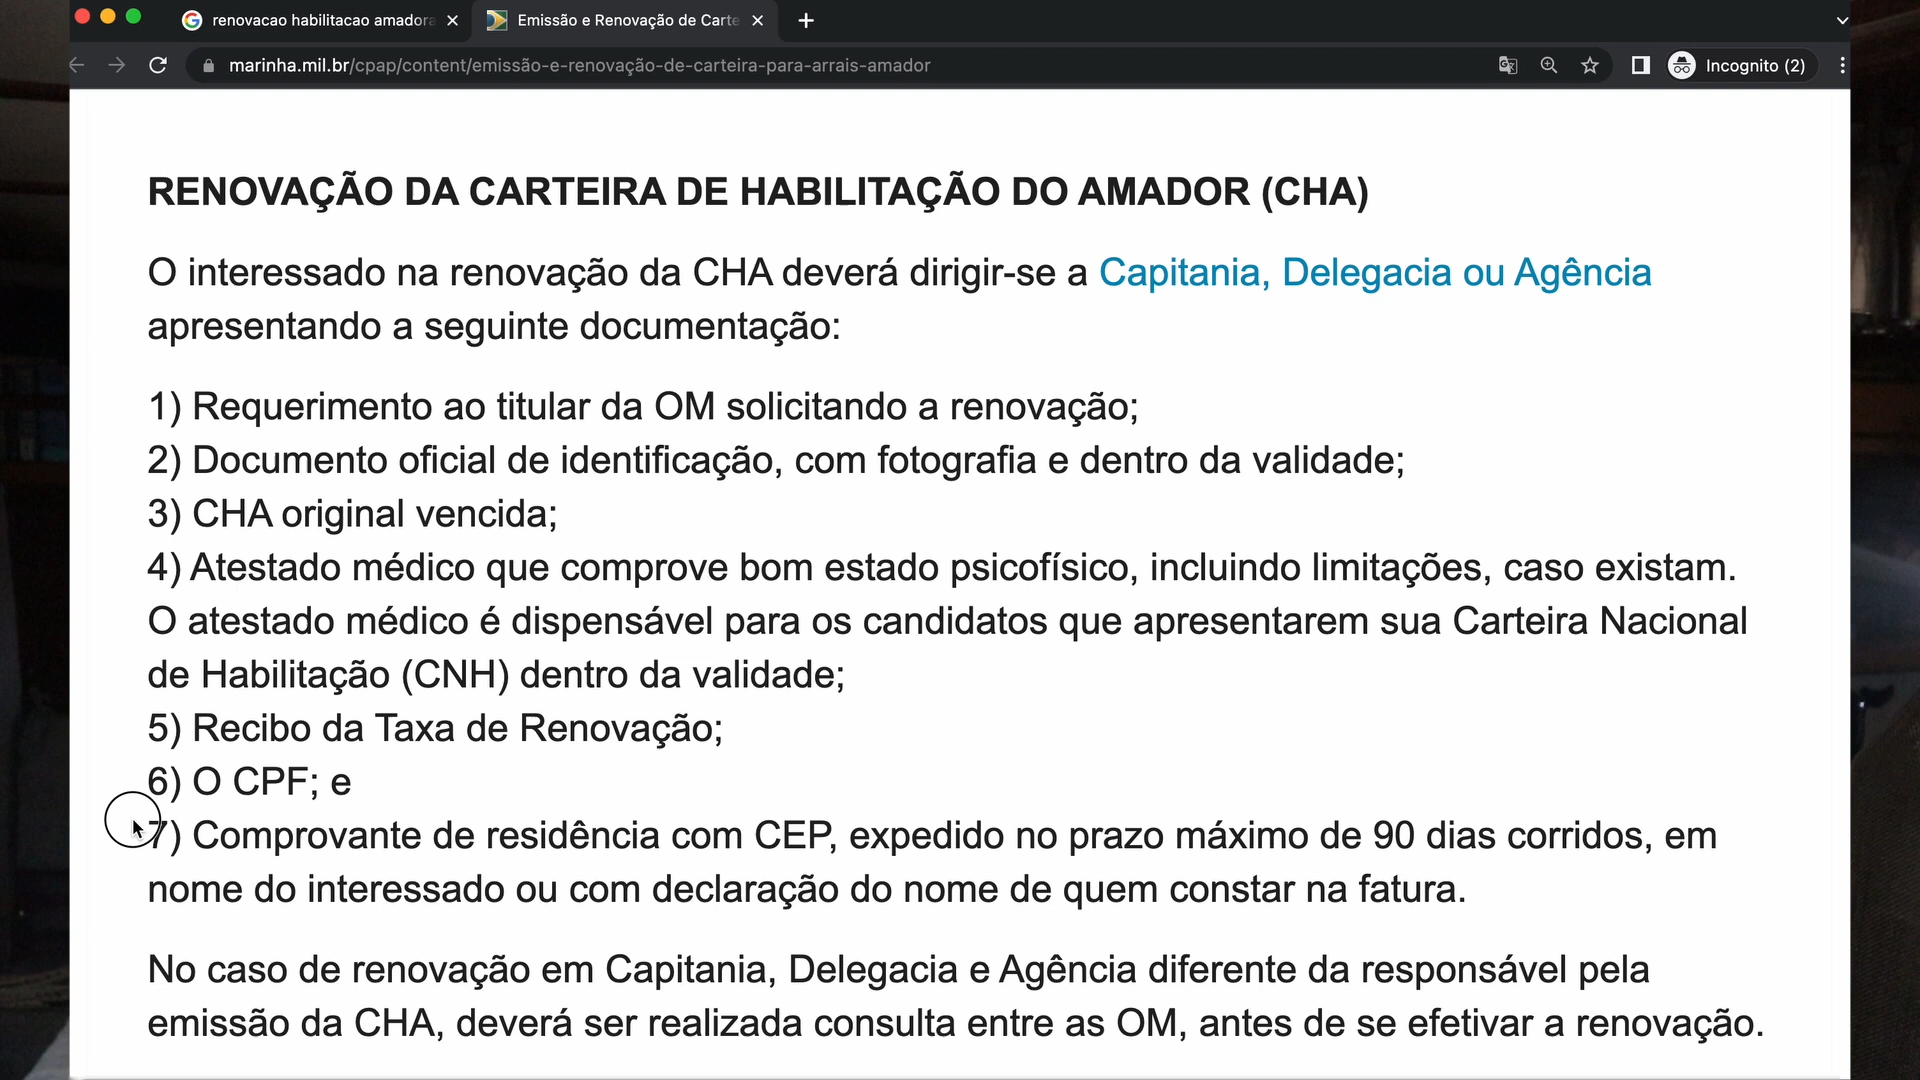 renovacao habilitacao amadora
Emissão e Renovação de Carte
marinha.mil.br/cpap/content/emissão-e-renovação-de-carteira-para-arrais-amador
Incognito (2)
RENOVAÇÃO DA CARTEIRA DE HABILITAÇÃO DO AMADOR (CHA)
O interessado na renovação da CHA deverá dirigir-se a Capitania, Delegacia ou Agência
apresentando a seguinte documentação:
1) Requerimento ao titular da OM solicitando a renovação;
2) Documento oficial de identificação, com fotografia e dentro da validade;
3) CHA original vencida;
4) Atestado médico que comprove bom estado psicofísico, incluindo limitações, caso existam.
O atestado médico é dispensável para os candidatos que apresentarem sua Carteira Nacional
de Habilitação (CNH) dentro da validade;
5) Recibo da Taxa de Renovação;
6) O CPF; e
7) Comprovante de residência com CEP, expedido no prazo máximo de 90 dias corridos, em
nome do interessado ou com declaração do nome de quem constar na fatura.
No caso de renovação em Capitania, Delegacia e Agência diferente da responsável pela
emissão da CHA, deverá ser realizada consulta entre as OM, antes de se efetivar a renovação.